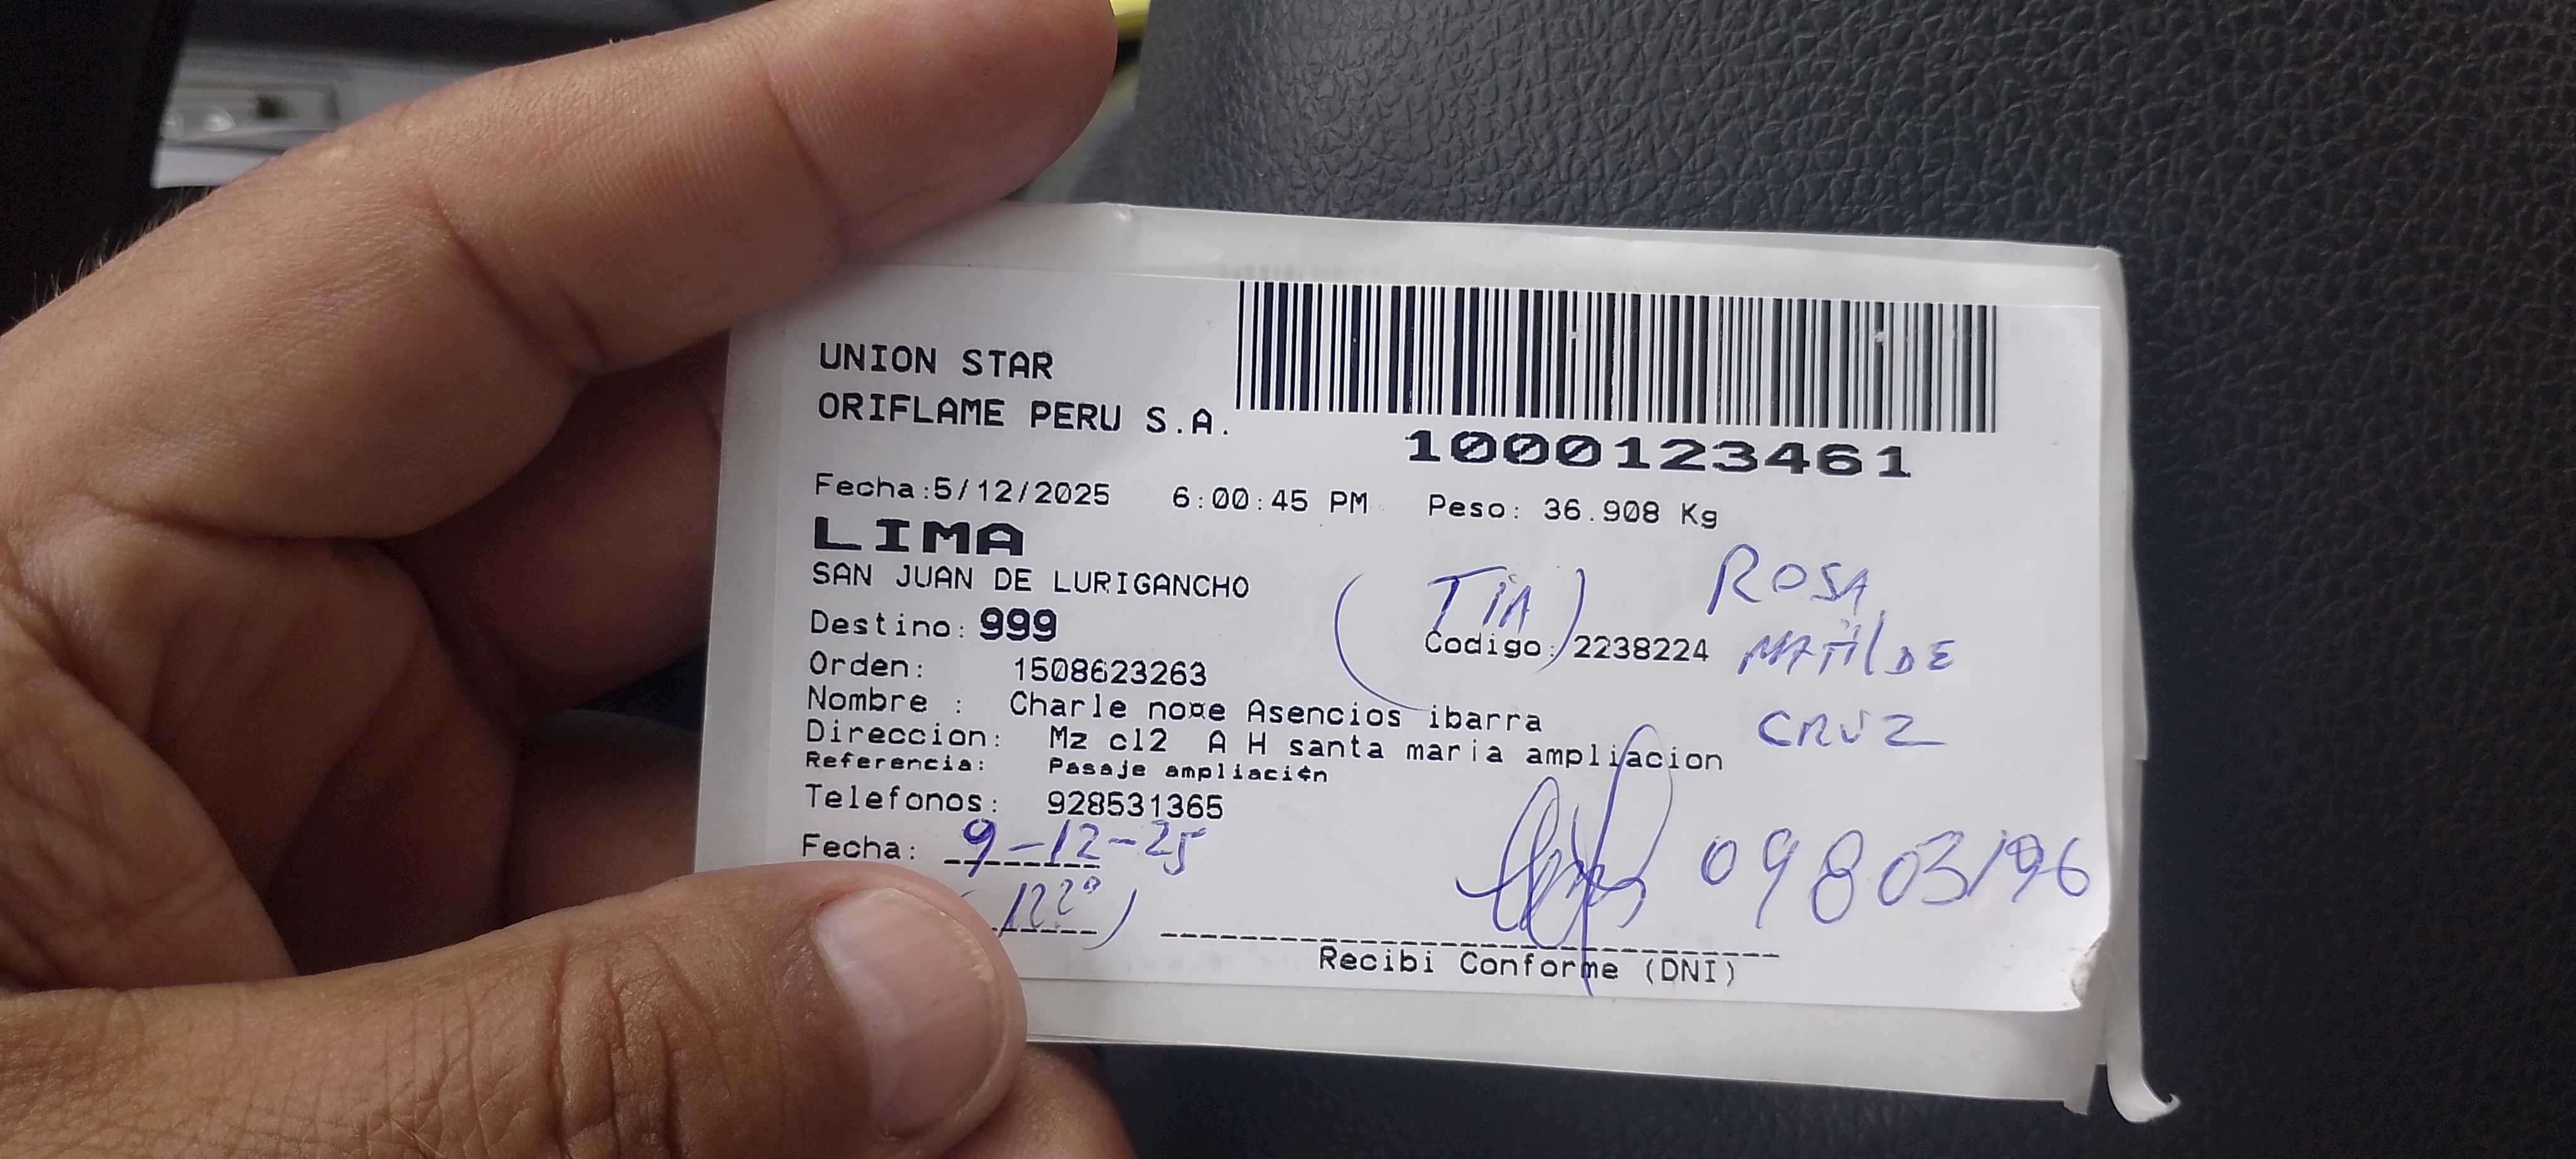 UNION STAR
ORIFLAME PERU S.A.
1000123461
Fecha:5/12/2025 6:00:45 PM Peso: 36.908 Kg
LIMA
SAN JUAN DE LURIGANCHO
(TIA) ROSA
Destino: 999
Codigo: 2238224 MATILDE
Orden: 1508623263
CRUZ
Nombre : Charle no¤e Asencios ibarra
Direccion: Mz cl2 A H santa maria ampliacion
Referencia: Pasaje ampliaci¢n
Telefonos: 928531365
Fecha: 9-12-25
09803196
(122°)
Recibi Conforme (DNI)